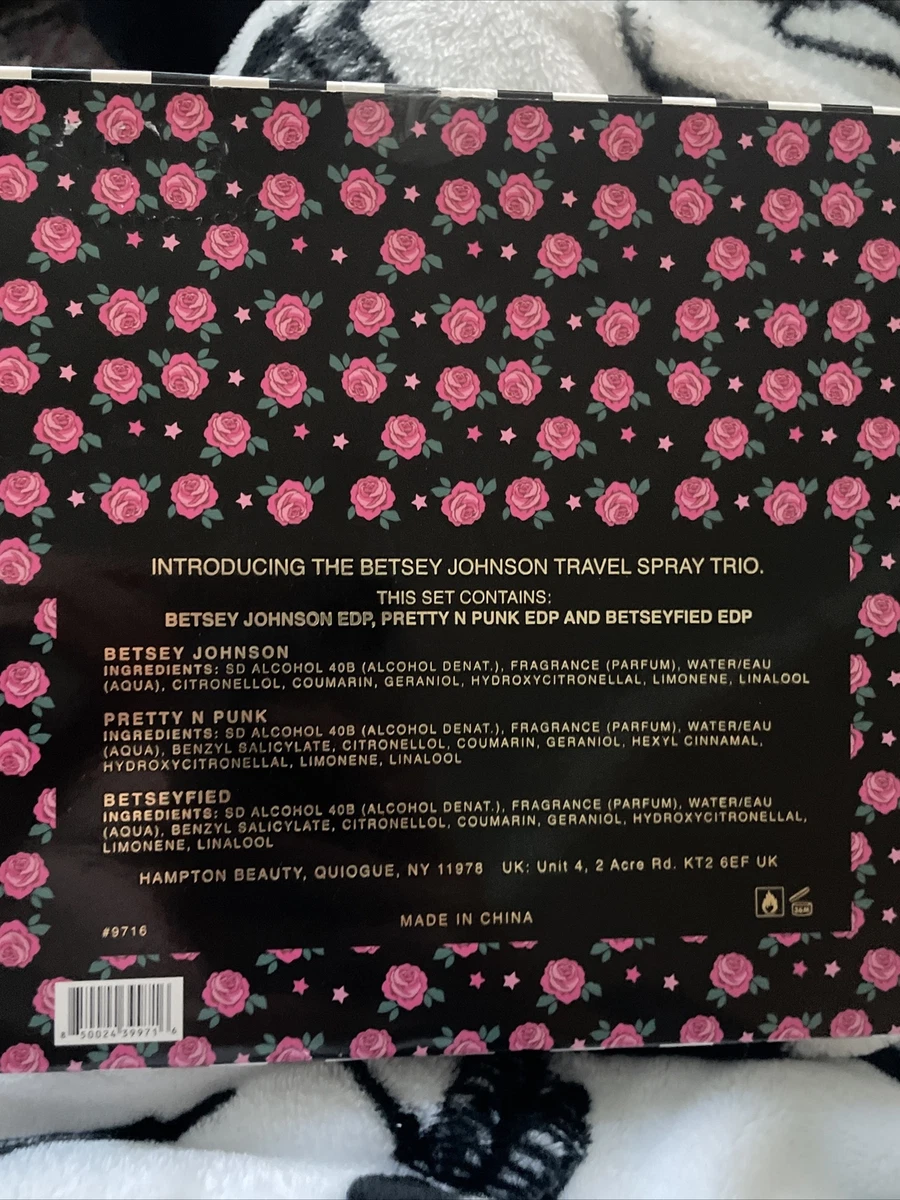 INTRODUCING THE BETSEY JOHNSON TRAVEL SPRAY TRIO.
THIS SET CONTAINS:
BETSEY JOHNSON EDP, PRETTY N PUNK EDP AND BETSEYFIED EDP
BETSEY JOHNSON
INGREDIENTS: SD ALCOHOL 40B (ALCOHOL DENAT.), FRAGRANCE (PARFUM), WATER/EAU
(AQUA), CITRONELLOL, COUMARIN, GERANIOL, HYDROXYCITRONELLAL, LIMONENE, LINALOOL
PRETTY N PUNK
INGREDIENTS: SD ALCOHOL 40B (ALCOHOL DENAT.), FRAGRANCE (PARFUM), WATER/EAU
(AQUA), BENZYL SALICYLATE, CITRONELLOL, COUMARIN, GERANIOL, HEXYL CINNAMAL,
HYDROXYCITRONELLAL, LIMONENE, LINALOOL
BETSEYFIED
INGREDIENTS: SD ALCOHOL 40B (ALCOHOL DENAT.), FRAGRANCE (PARFUM), WATER/EAU
(AQUA), BENZYL SALICYLATE, CITRONELLOL, COUMARIN, GERANIOL, HYDROXYCITRONELLAL,
LIMONENE, LINALOOL
HAMPTON BEAUTY, QUIOGUE, NY 11978 UK: Unit 4, 2 Acre Rd. KT2 6EF UK
36M
MADE IN CHINA
#9716
8 50024 39971 6